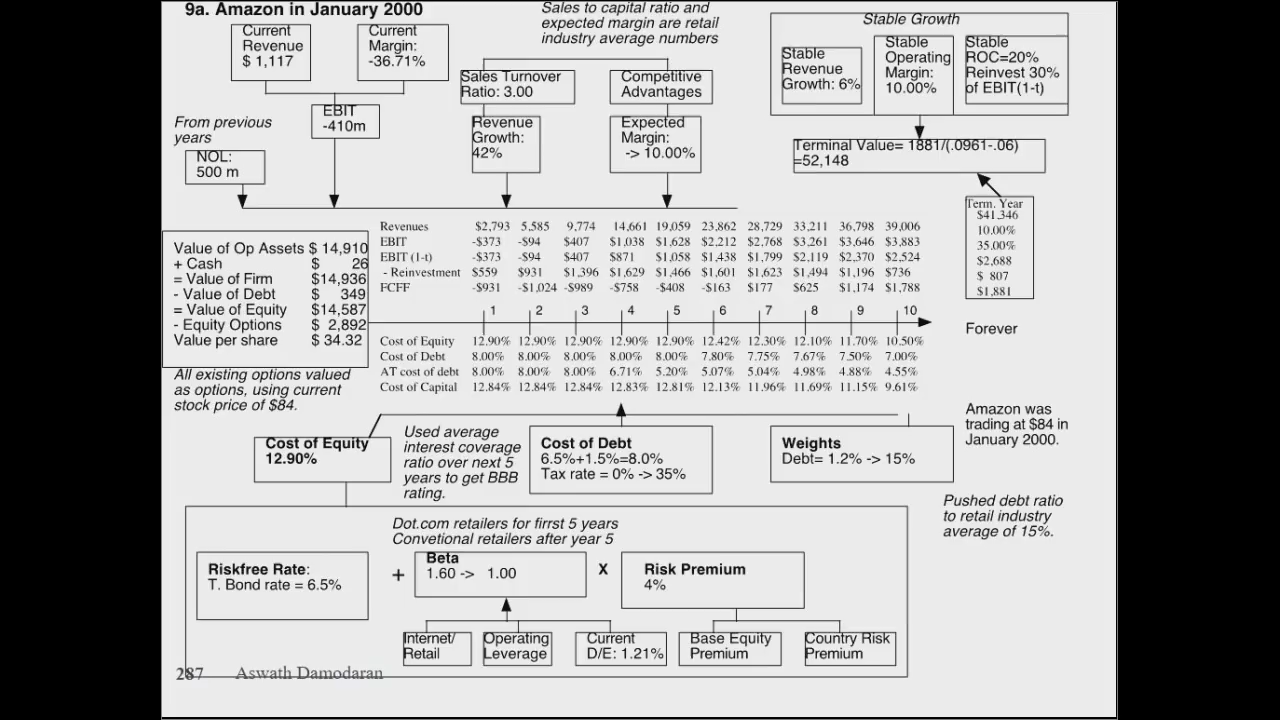 9a. Amazon in January 2000
Sales to capital ratio and
expected margin are retail
industry average numbers
Current
Revenue
$ 1,117
Current
Margin:
-36.71%
Stable Growth
Stable
Revenue
Growth: 6%
Stable
Operating
Margin:
10.00%
Stable
ROC=20%
Reinvest 30%
of EBIT(1-t)
Sales Turnover
Ratio: 3.00
Competitive
Advantages
EBIT
-410m
From previous
years
NOL:
500 m
Revenue
Growth:
42%
Expected
Margin:
-> 10.00%
Terminal Value= 1881/(.0961-.06)
=52,148
Term. Year
$41,346
10.00%
35.00%
$2,688
$ 807
$1,881
Revenues $2,793 5,585 9,774 14,661 19,059 23,862 28,729 33,211 36,798 39,006
EBIT -$373 -$94 $407 $1,038 $1,628 $2,212 $2,768 $3,261 $3,646 $3,883
EBIT (1-t) -$373 -$94 $407 $871 $1,058 $1,438 $1,799 $2,119 $2,370 $2,524
- Reinvestment $559 $931 $1,396 $1,629 $1,466 $1,601 $1,623 $1,494 $1,196 $736
FCFF -$931 -$1,024 -$989 -$758 -$408 -$163 $177 $625 $1,174 $1,788
Value of Op Assets $ 14,910
+ Cash $ 26
= Value of Firm $14,936
- Value of Debt $ 349
= Value of Equity $14,587
- Equity Options $ 2,892
Value per share $ 34.32
1 2 3 4 5 6 7 8 9 10
Forever
Cost of Equity 12.90% 12.90% 12.90% 12.90% 12.90% 12.42% 12.30% 12.10% 11.70% 10.50%
Cost of Debt 8.00% 8.00% 8.00% 8.00% 8.00% 7.80% 7.75% 7.67% 7.50% 7.00%
AT cost of debt 8.00% 8.00% 8.00% 6.71% 5.20% 5.07% 5.04% 4.98% 4.88% 4.55%
Cost of Capital 12.84% 12.84% 12.84% 12.83% 12.81% 12.13% 11.96% 11.69% 11.15% 9.61%
All existing options valued
as options, using current
stock price of $84.
Amazon was
trading at $84 in
January 2000.
Cost of Equity
12.90%
Used average
interest coverage
ratio over next 5
years to get BBB
rating.
Cost of Debt
6.5%+1.5%=8.0%
Tax rate = 0% -> 35%
Weights
Debt= 1.2% -> 15%
Pushed debt ratio
to retail industry
average of 15%.
Dot.com retailers for firrst 5 years
Convetional retailers after year 5
Riskfree Rate:
T. Bond rate = 6.5%
+
Beta
1.60 -> 1.00
X
Risk Premium
4%
Internet/
Retail
Operating
Leverage
Current
D/E: 1.21%
Base Equity
Premium
Country Risk
Premium
287 Aswath Damodaran